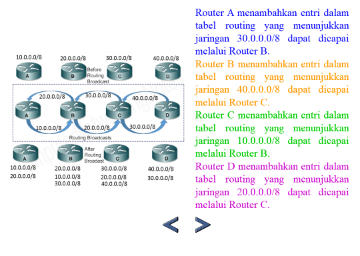 Router A menambahkan entri dalam
tabel routing yang menunjukkan
jaringan 30.0.0.0/8 dapat dicapai
melalui Router B.
Router B menambahkan entri dalam
tabel routing yang menunjukkan
jaringan 40.0.0.0/8 dapat dicapai
melalui Router C.
Router C menambahkan entri dalam
tabel routing yang menunjukkan
jaringan 10.0.0.0/8 dapat dicapai
melalui Router B.
Router D menambahkan entri dalam
tabel routing yang menunjukkan
jaringan 20.0.0.0/8 dapat dicapai
melalui Router C.
10.0.0.0/8 20.0.0.0/8 30.0.0.0/8 40.0.0.0/8
A B C D
Before
Routing
Broadcast
20.0.0.0/8 30.0.0.0/8 40.0.0.0/8
A B C D
10.0.0.0/8 20.0.0.0/8 30.0.0.0/8
Routing Broadcasts
After
Routing
Broadcast
A B C D
10.0.0.0/8 20.0.0.0/8 30.0.0.0/8 40.0.0.0/8
20.0.0.0/8 10.0.0.0/8 20.0.0.0/8 30.0.0.0/8
30.0.0.0/8 40.0.0.0/8